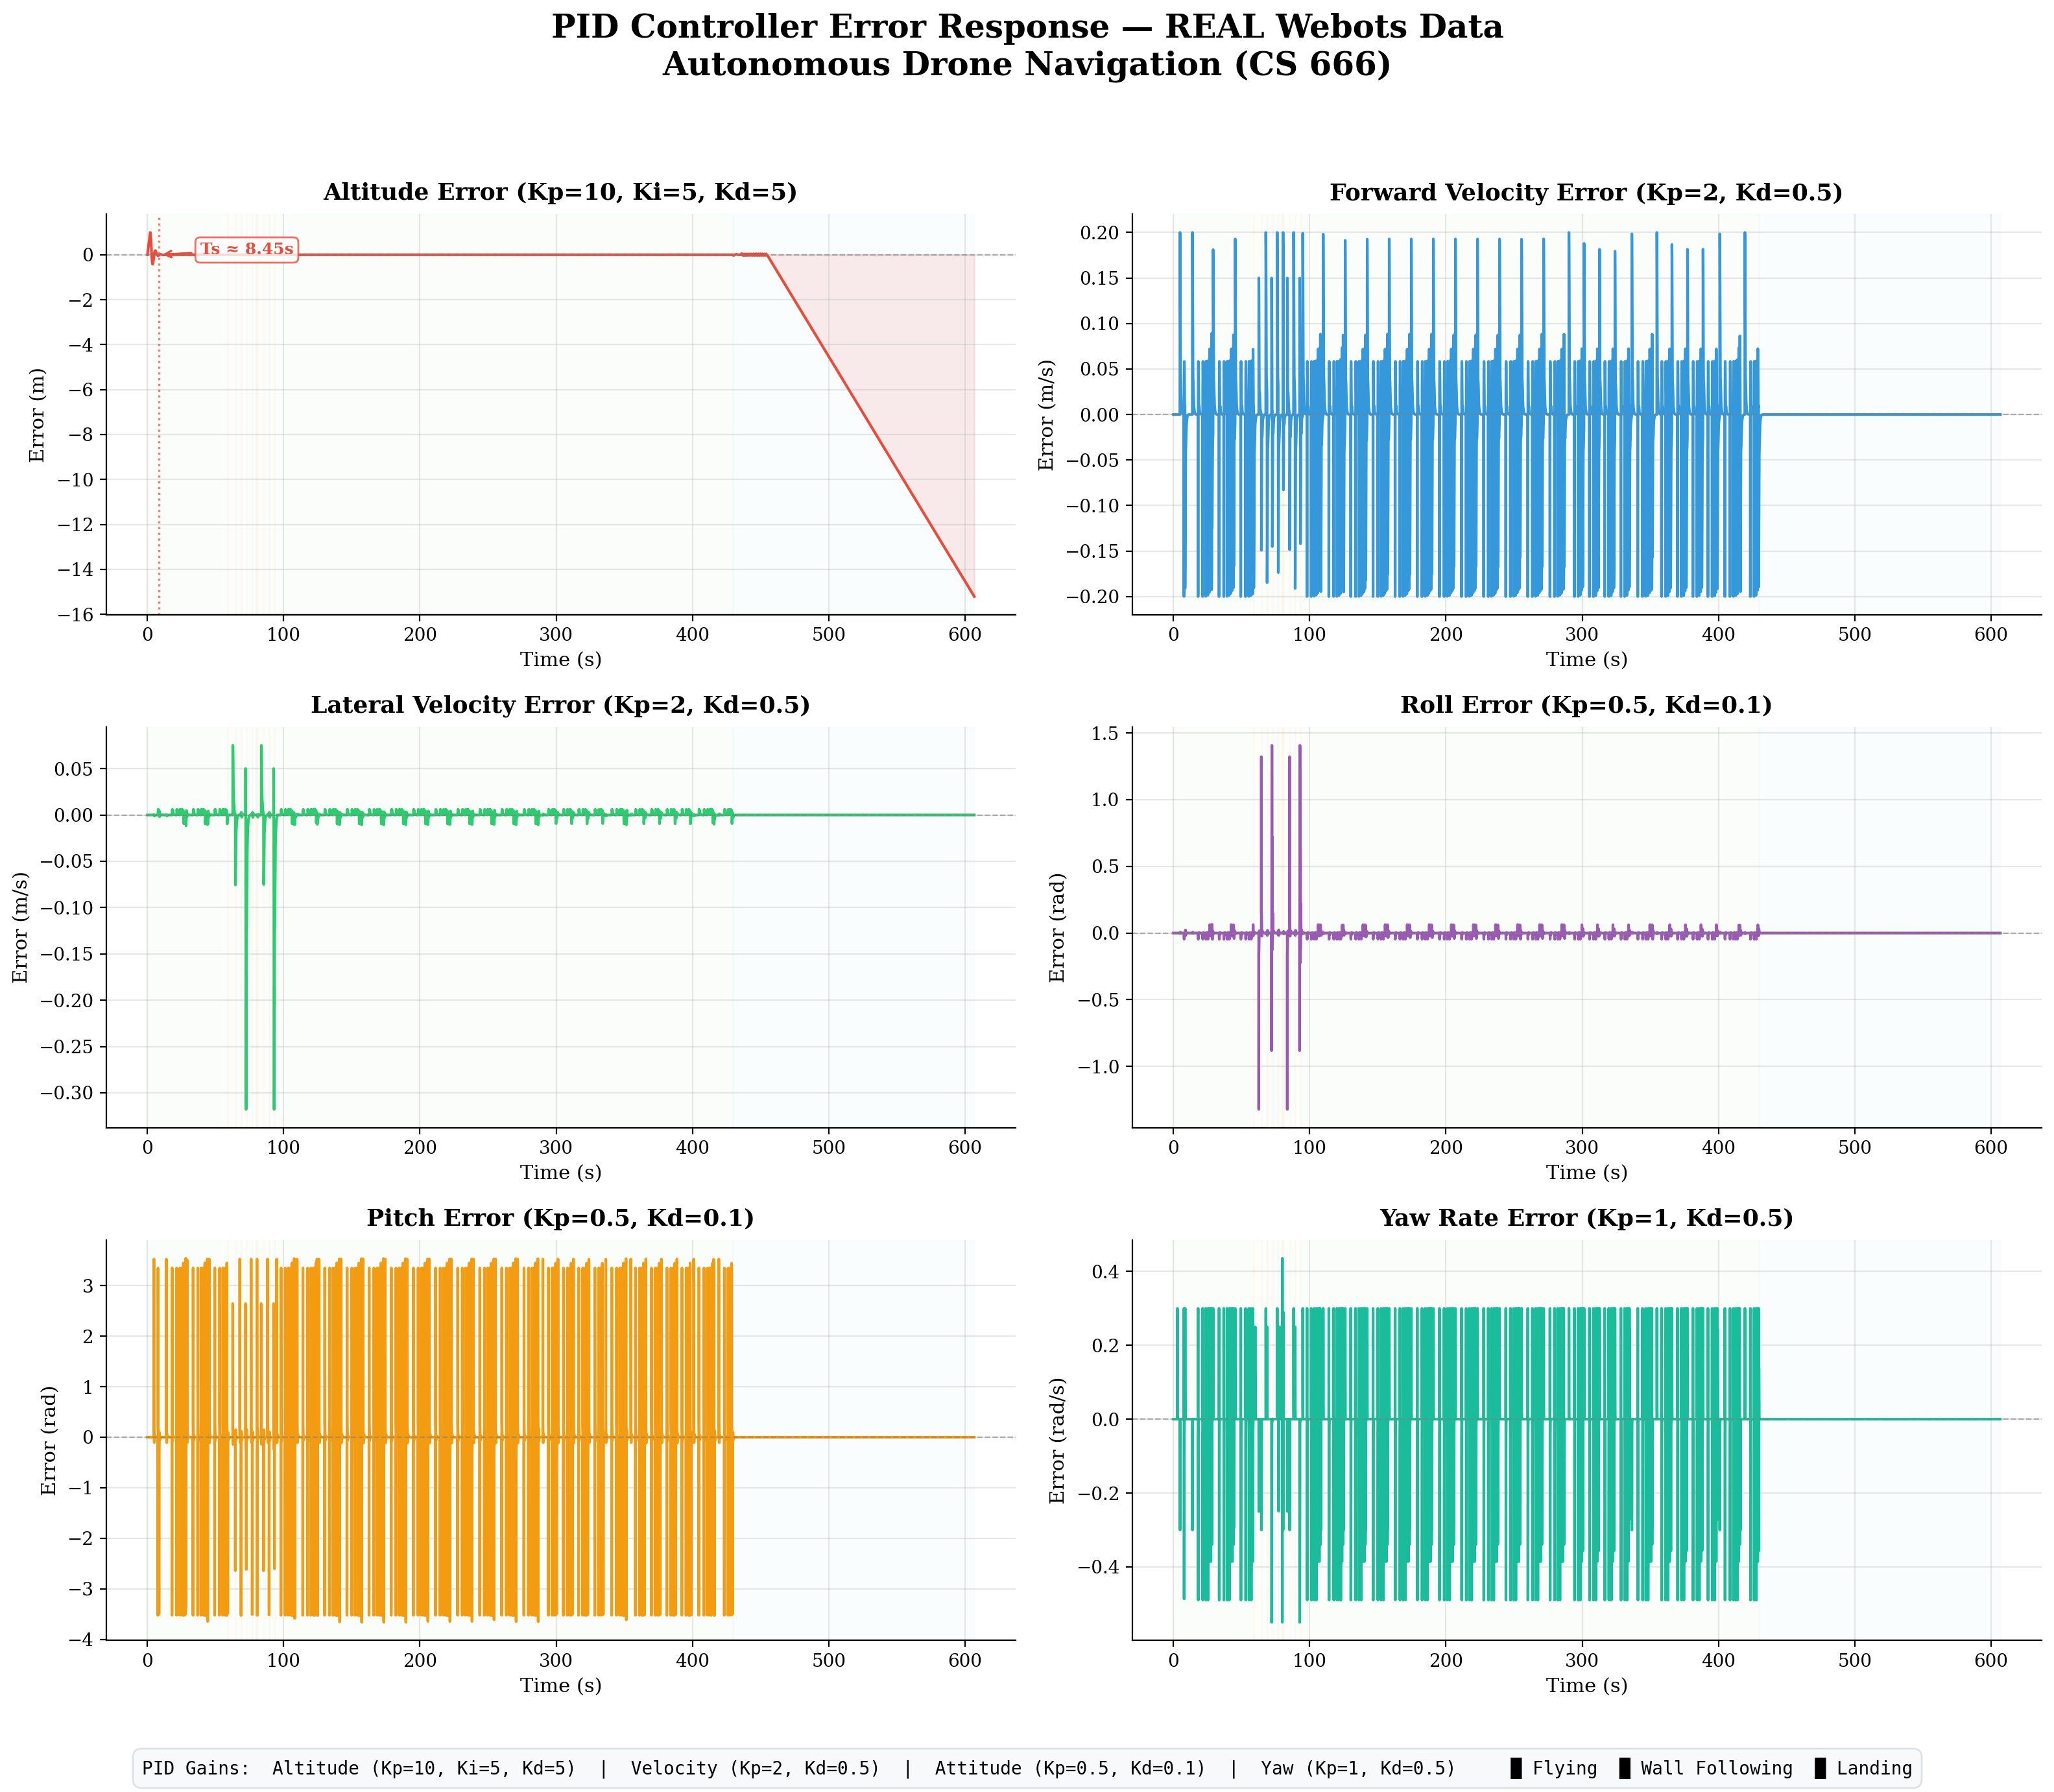 PID Controller Error Response — REAL Webots Data
Autonomous Drone Navigation (CS 666)
Altitude Error (Kp=10, Ki=5, Kd=5)
Error (m)
0
−2
−4
−6
−8
−10
−12
−14
−16
Ts ≈ 8.45s
0 100 200 300 400 500 600
Time (s)
Forward Velocity Error (Kp=2, Kd=0.5)
Error (m/s)
0.20
0.15
0.10
0.05
0.00
−0.05
−0.10
−0.15
−0.20
0 100 200 300 400 500 600
Time (s)
Lateral Velocity Error (Kp=2, Kd=0.5)
Error (m/s)
0.05
0.00
−0.05
−0.10
−0.15
−0.20
−0.25
−0.30
0 100 200 300 400 500 600
Time (s)
Roll Error (Kp=0.5, Kd=0.1)
Error (rad)
1.5
1.0
0.5
0.0
−0.5
−1.0
0 100 200 300 400 500 600
Time (s)
Pitch Error (Kp=0.5, Kd=0.1)
Error (rad)
3
2
1
0
−1
−2
−3
−4
0 100 200 300 400 500 600
Time (s)
Yaw Rate Error (Kp=1, Kd=0.5)
Error (rad/s)
0.4
0.2
0.0
−0.2
−0.4
0 100 200 300 400 500 600
Time (s)
PID Gains: Altitude (Kp=10, Ki=5, Kd=5) | Velocity (Kp=2, Kd=0.5) | Attitude (Kp=0.5, Kd=0.1) | Yaw (Kp=1, Kd=0.5) █ Flying █ Wall Following █ Landing